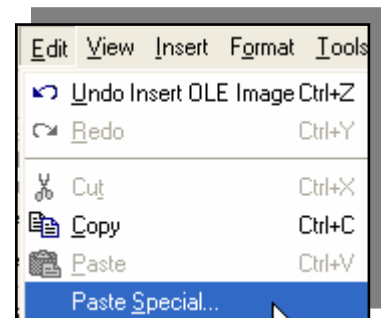 Edit View Insert Format Tools
Undo Insert OLE Image Ctrl+Z
Redo Ctrl+Y
Cut Ctrl+X
Copy Ctrl+C
Paste Ctrl+V
Paste Special...